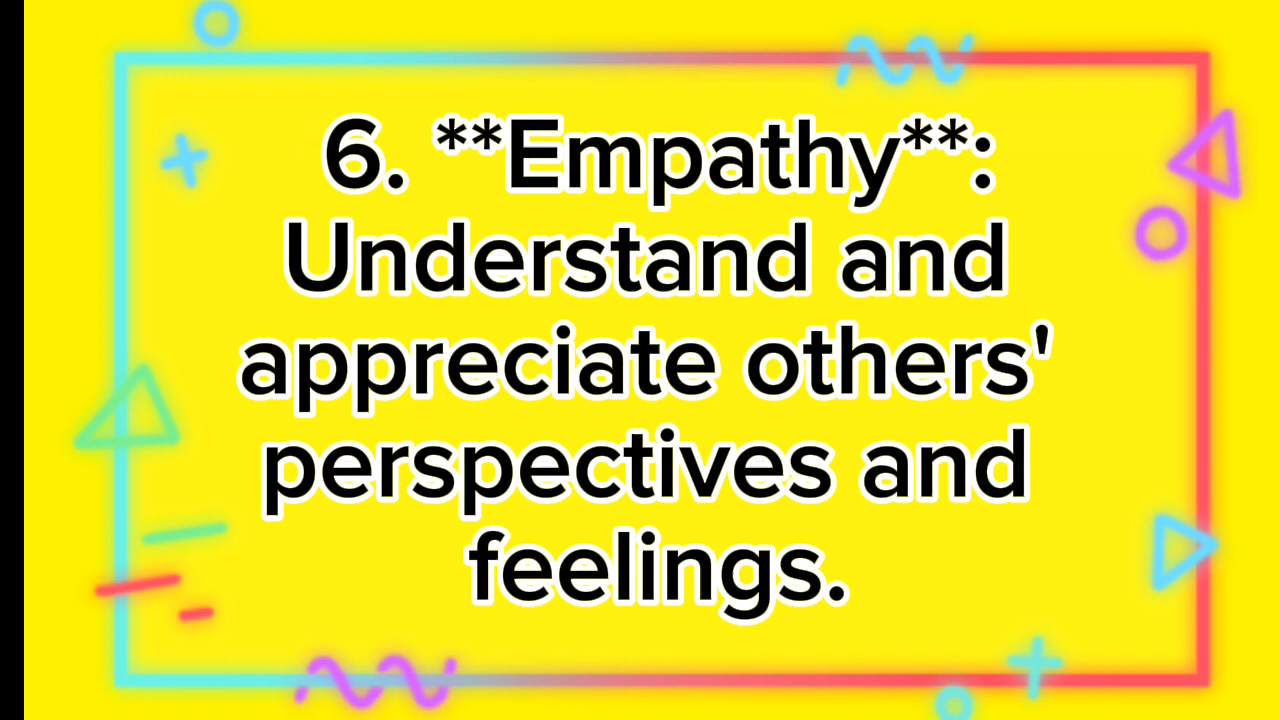 6. **Empathy**:
Understand and
appreciate others'
perspectives and
feelings.